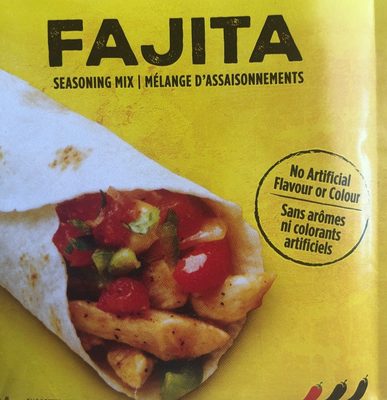 FAJITA
SEASONING MIX | MÉLANGE D'ASSAISONNEMENTS
No Artificial
Flavour or Colour
Sans arômes
ni colorants
artificiels